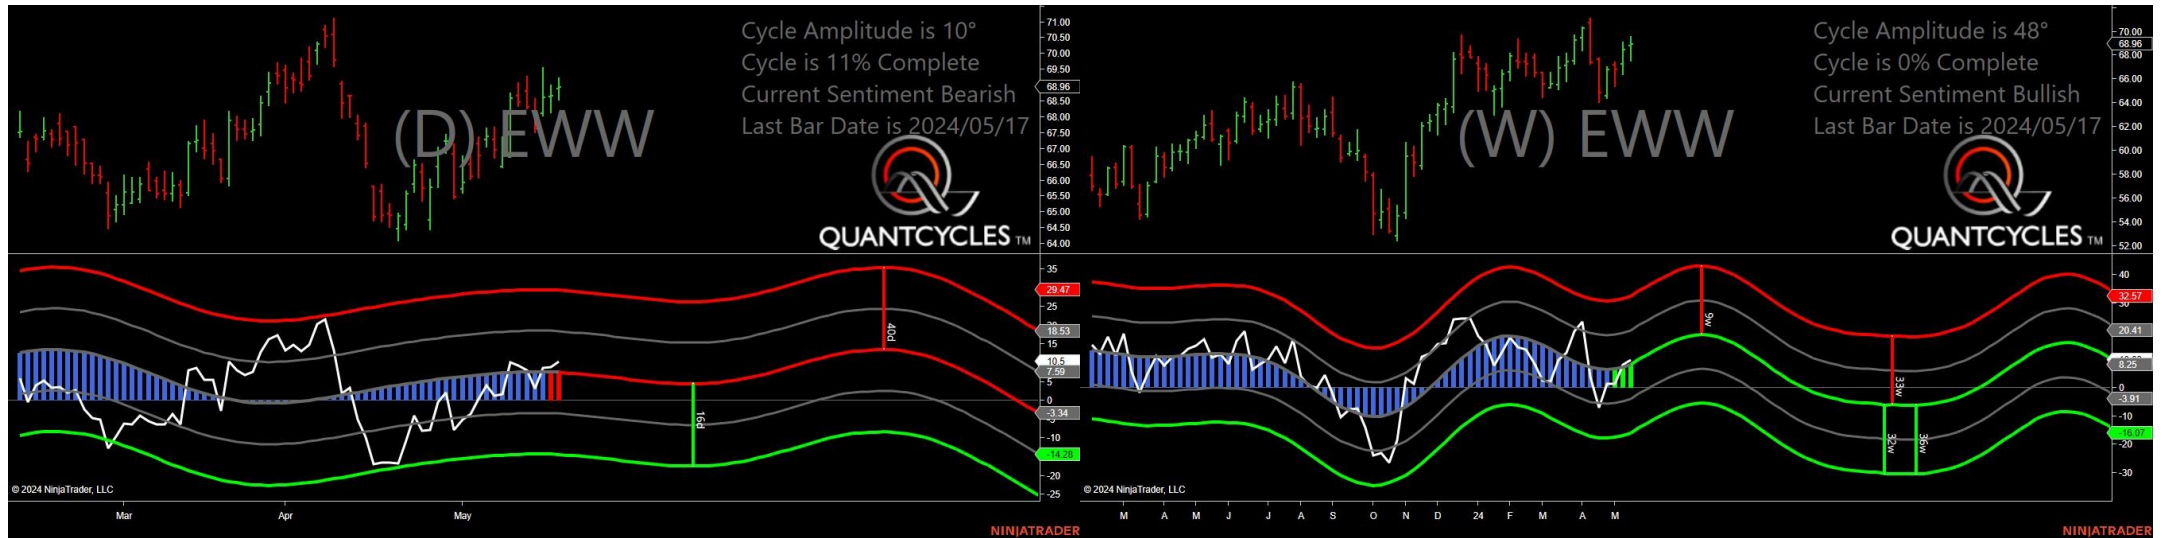 Cycle Amplitude is 10°
Cycle is 11% Complete
Current Sentiment Bearish
Last Bar Date is 2024/05/17
(D) EWW
QUANTCYCLES TM
71.00
70.50
70.00
69.50
68.96
68.50
68.00
67.50
67.00
66.50
66.00
65.50
65.00
64.50
64.00
35
29.47
25
18.53
15
10.5
7.59
5
0
-3.34
-10
-14.28
-20
-25
40d
16d
© 2024 NinjaTrader, LLC
Mar Apr May
NINJATRADER
Cycle Amplitude is 48°
Cycle is 0% Complete
Current Sentiment Bullish
Last Bar Date is 2024/05/17
(W) EWW
QUANTCYCLES TM
70.00
68.96
68.00
66.00
64.00
62.00
60.00
58.00
56.00
54.00
52.00
40
32.57
20.41
8.25
0
-3.91
-10
-16.07
-20
-30
9w
33w
32w
36w
© 2024 NinjaTrader, LLC
M A M J J A S O N D 24 F M A M
NINJATRADER